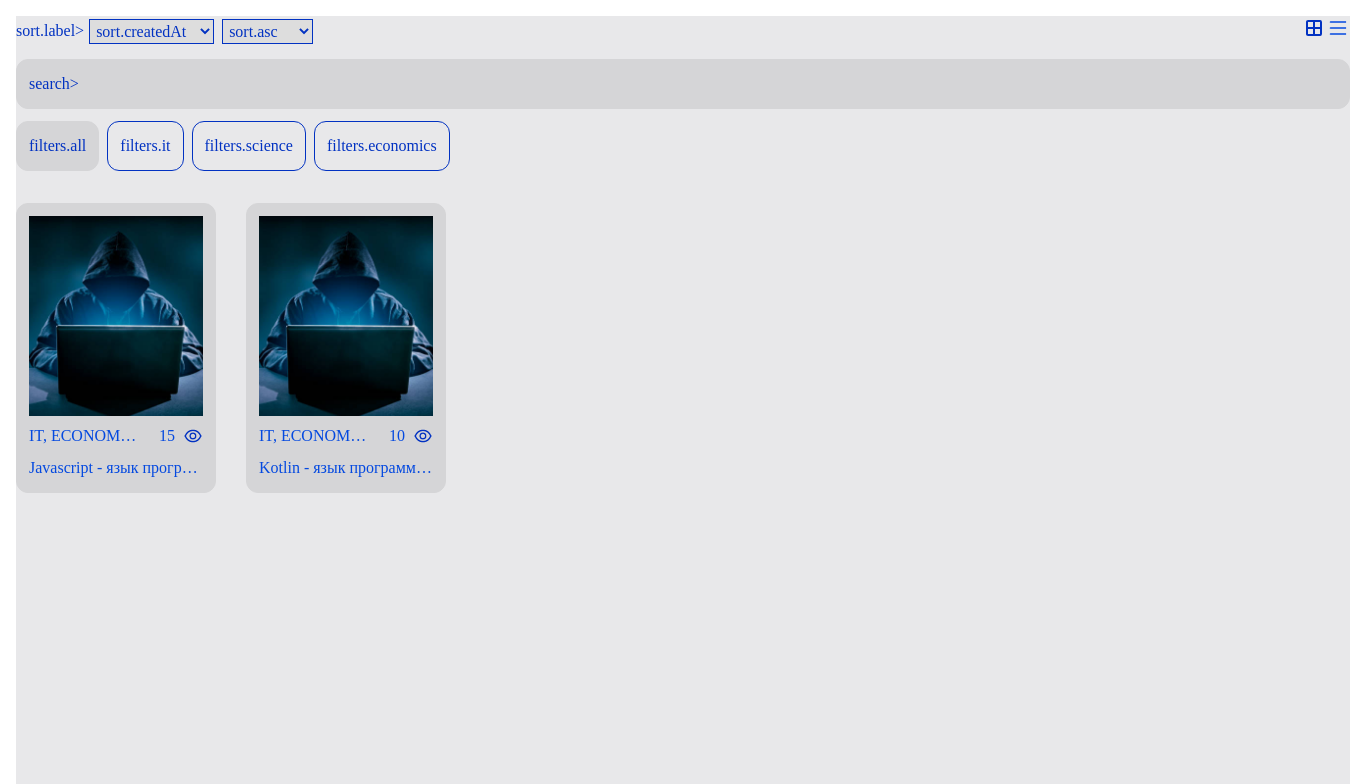 sort.label> sort.createdAt sort.asc
search>
filters.all filters.it filters.science filters.economics
IT, ECONOM… 15 IT, ECONOM… 10
Javascript - язык прогр… Kotlin - язык программ…